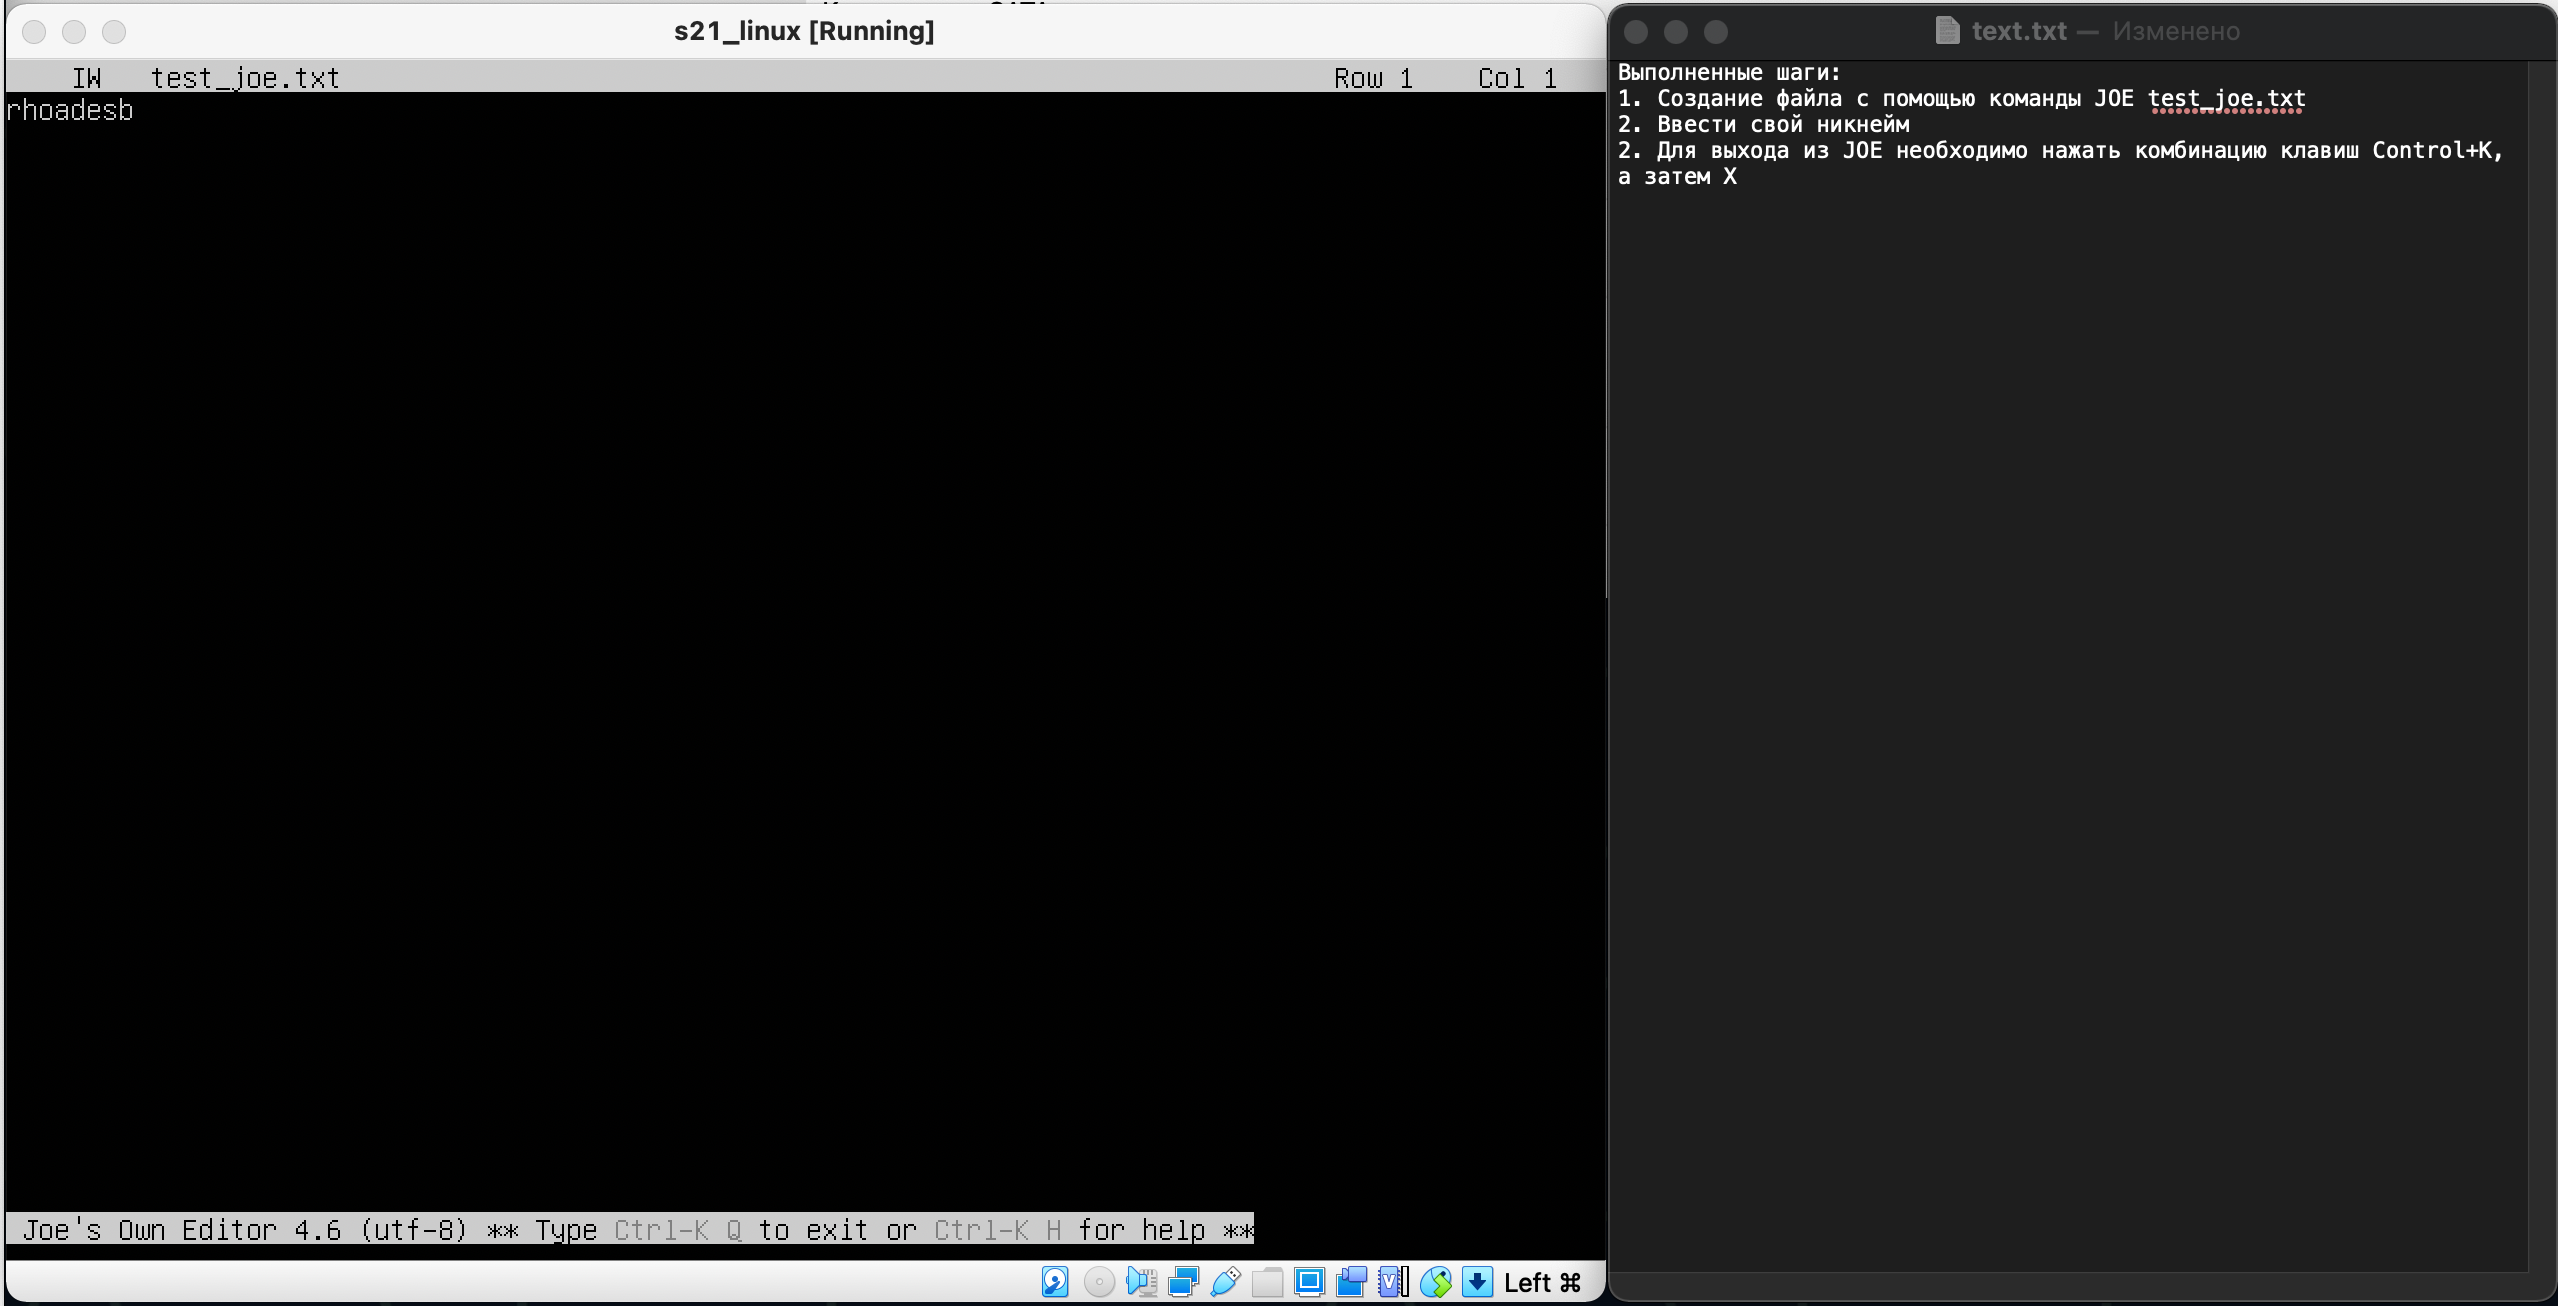 s21_linux [Running]
IW test_joe.txt Row 1 Col 1
rhoadesb
Joe's Own Editor 4.6 (utf-8) ** Type Ctrl-K Q to exit or Ctrl-K H for help **
Left ⌘
text.txt — Изменено
Выполненные шаги:
1. Создание файла с помощью команды JOE test_joe.txt
2. Ввести свой никнейм
2. Для выхода из JOE необходимо нажать комбинацию клавиш Control+K,
а затем X